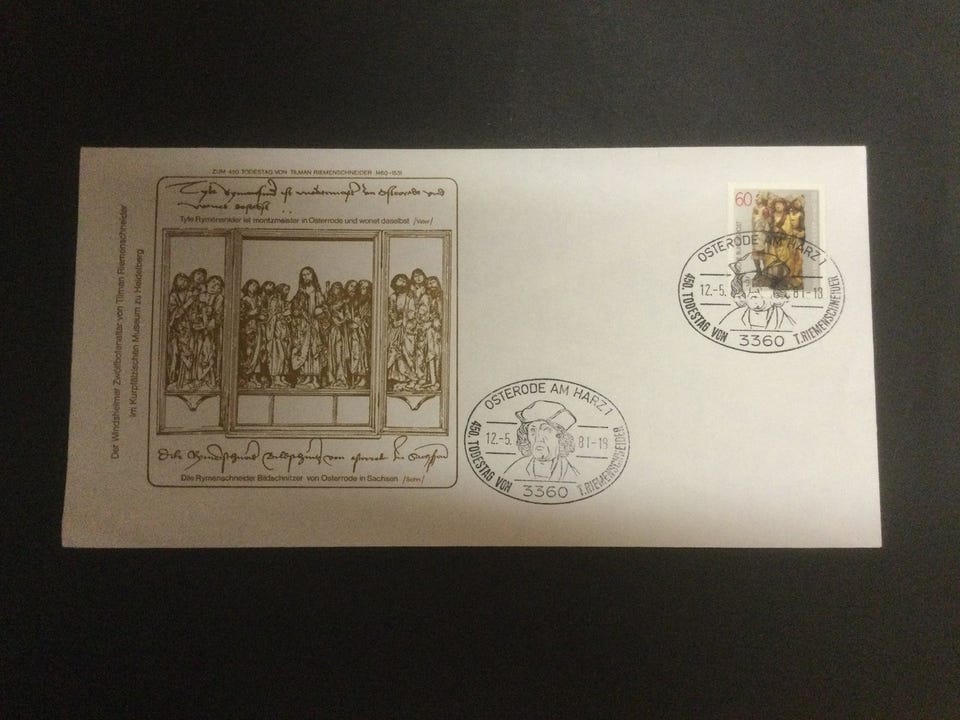 ZUM 450 TODESTAG VON TILMAN RIEMENSCHNEIDER 1460-1531
Tyle Rymensnider ist montzmeister in Osterrode und wonet daselbst /Vater/
Der Windsheimer Zwölfbotenaltar von Tilman Riemenschneider
im Kurpfälzischen Museum zu Heidelberg
Dile Rymenschneider Bildschnitzer von Osterrode in Sachsen /Sohn/
60
OSTERODE AM HARZ 1
12.-5. 81-18
450. TODESTAG VON T. RIEMENSCHNEIDER
3360
OSTERODE AM HARZ 1
12.-5. 81-18
450. TODESTAG VON T. RIEMENSCHNEIDER
3360